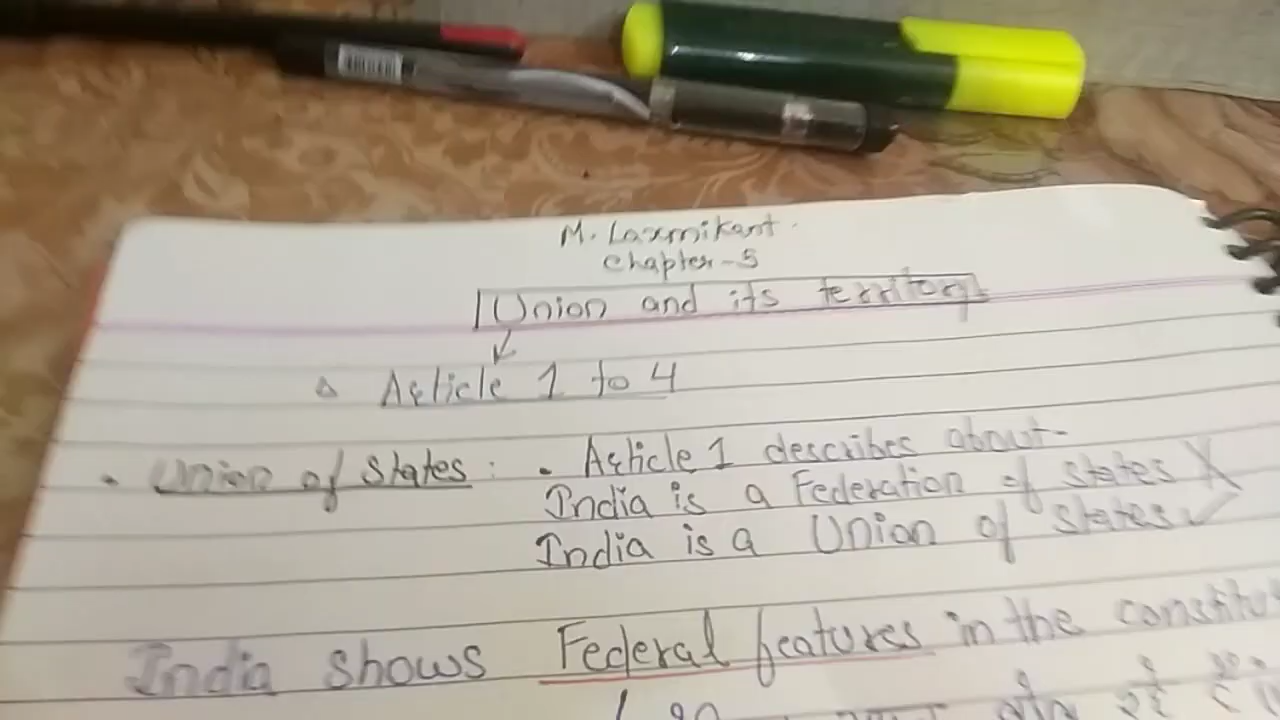 M. Laxmikant.
Chapter-5
Union and its territory
Article 1 to 4
• Union of States : • Article 1 describes about-
India is a Federation of states X
India is a Union of States ✓
India shows Federal features in the